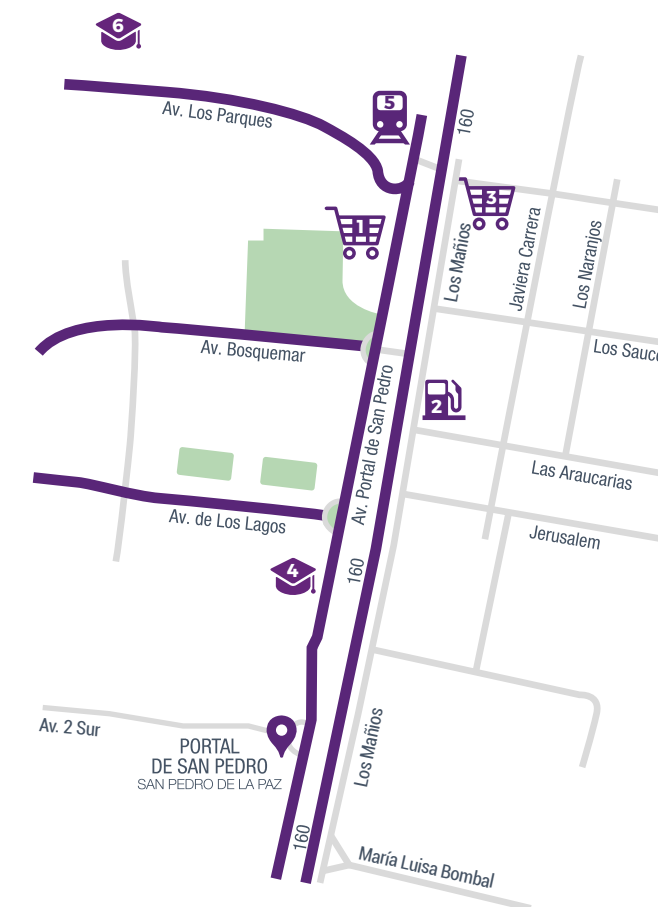 6
Av. Los Parques
5
160
3
1
Los Mañios
Javiera Carrera
Los Naranjos
Av. Bosquemar
Los Sauc
2
Av. Portal de San Pedro
Las Araucarias
Av. de Los Lagos
Jerusalem
4
160
Av. 2 Sur
PORTAL
DE SAN PEDRO
SAN PEDRO DE LA PAZ
Los Mañios
160
María Luisa Bombal